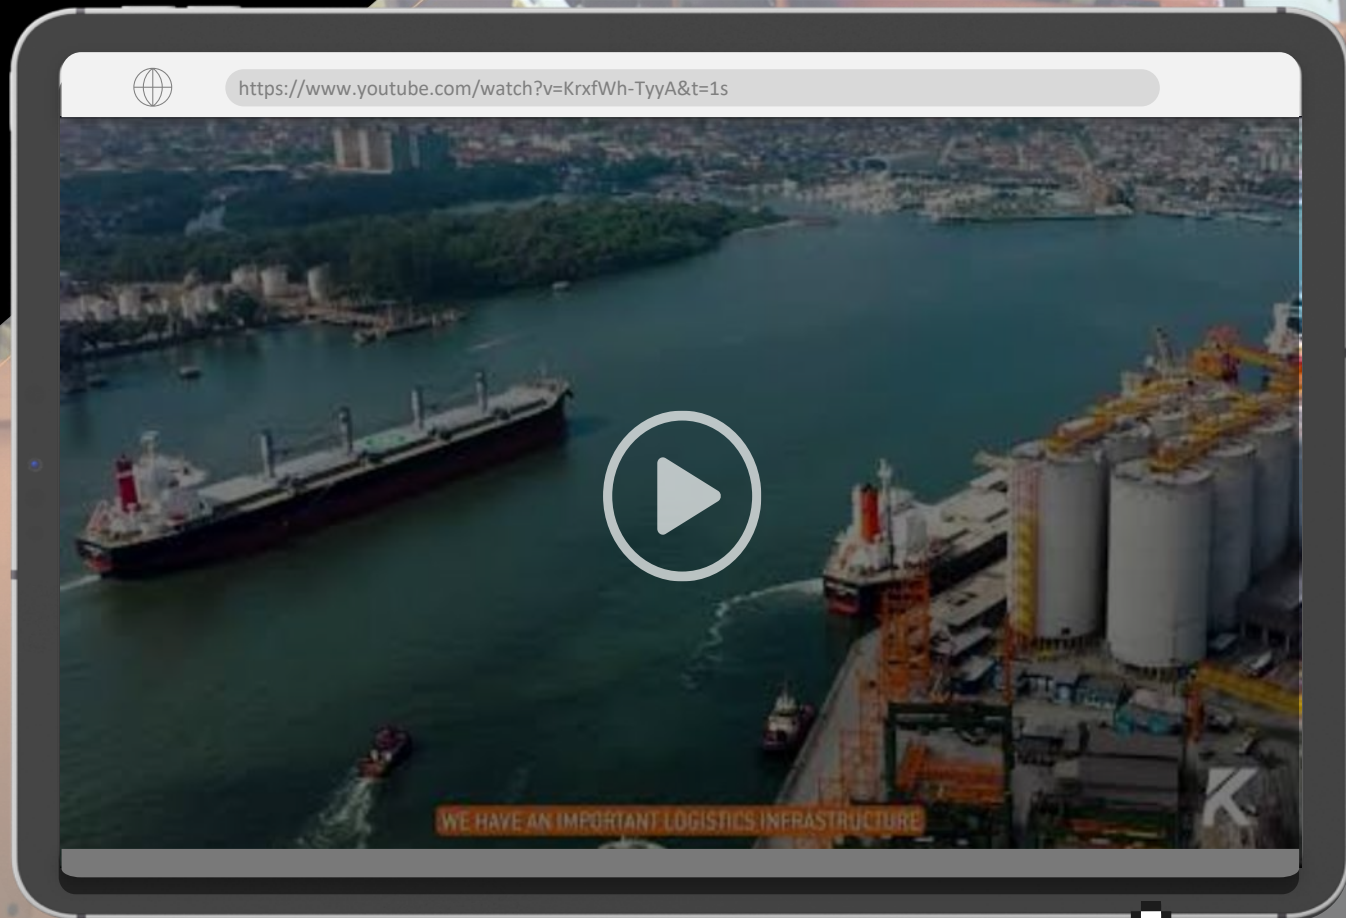 https://www.youtube.com/watch?v=KrxfWh-TyyA&t=1s
WE HAVE AN IMPORTANT LOGISTICS INFRASTRUCTURE
K